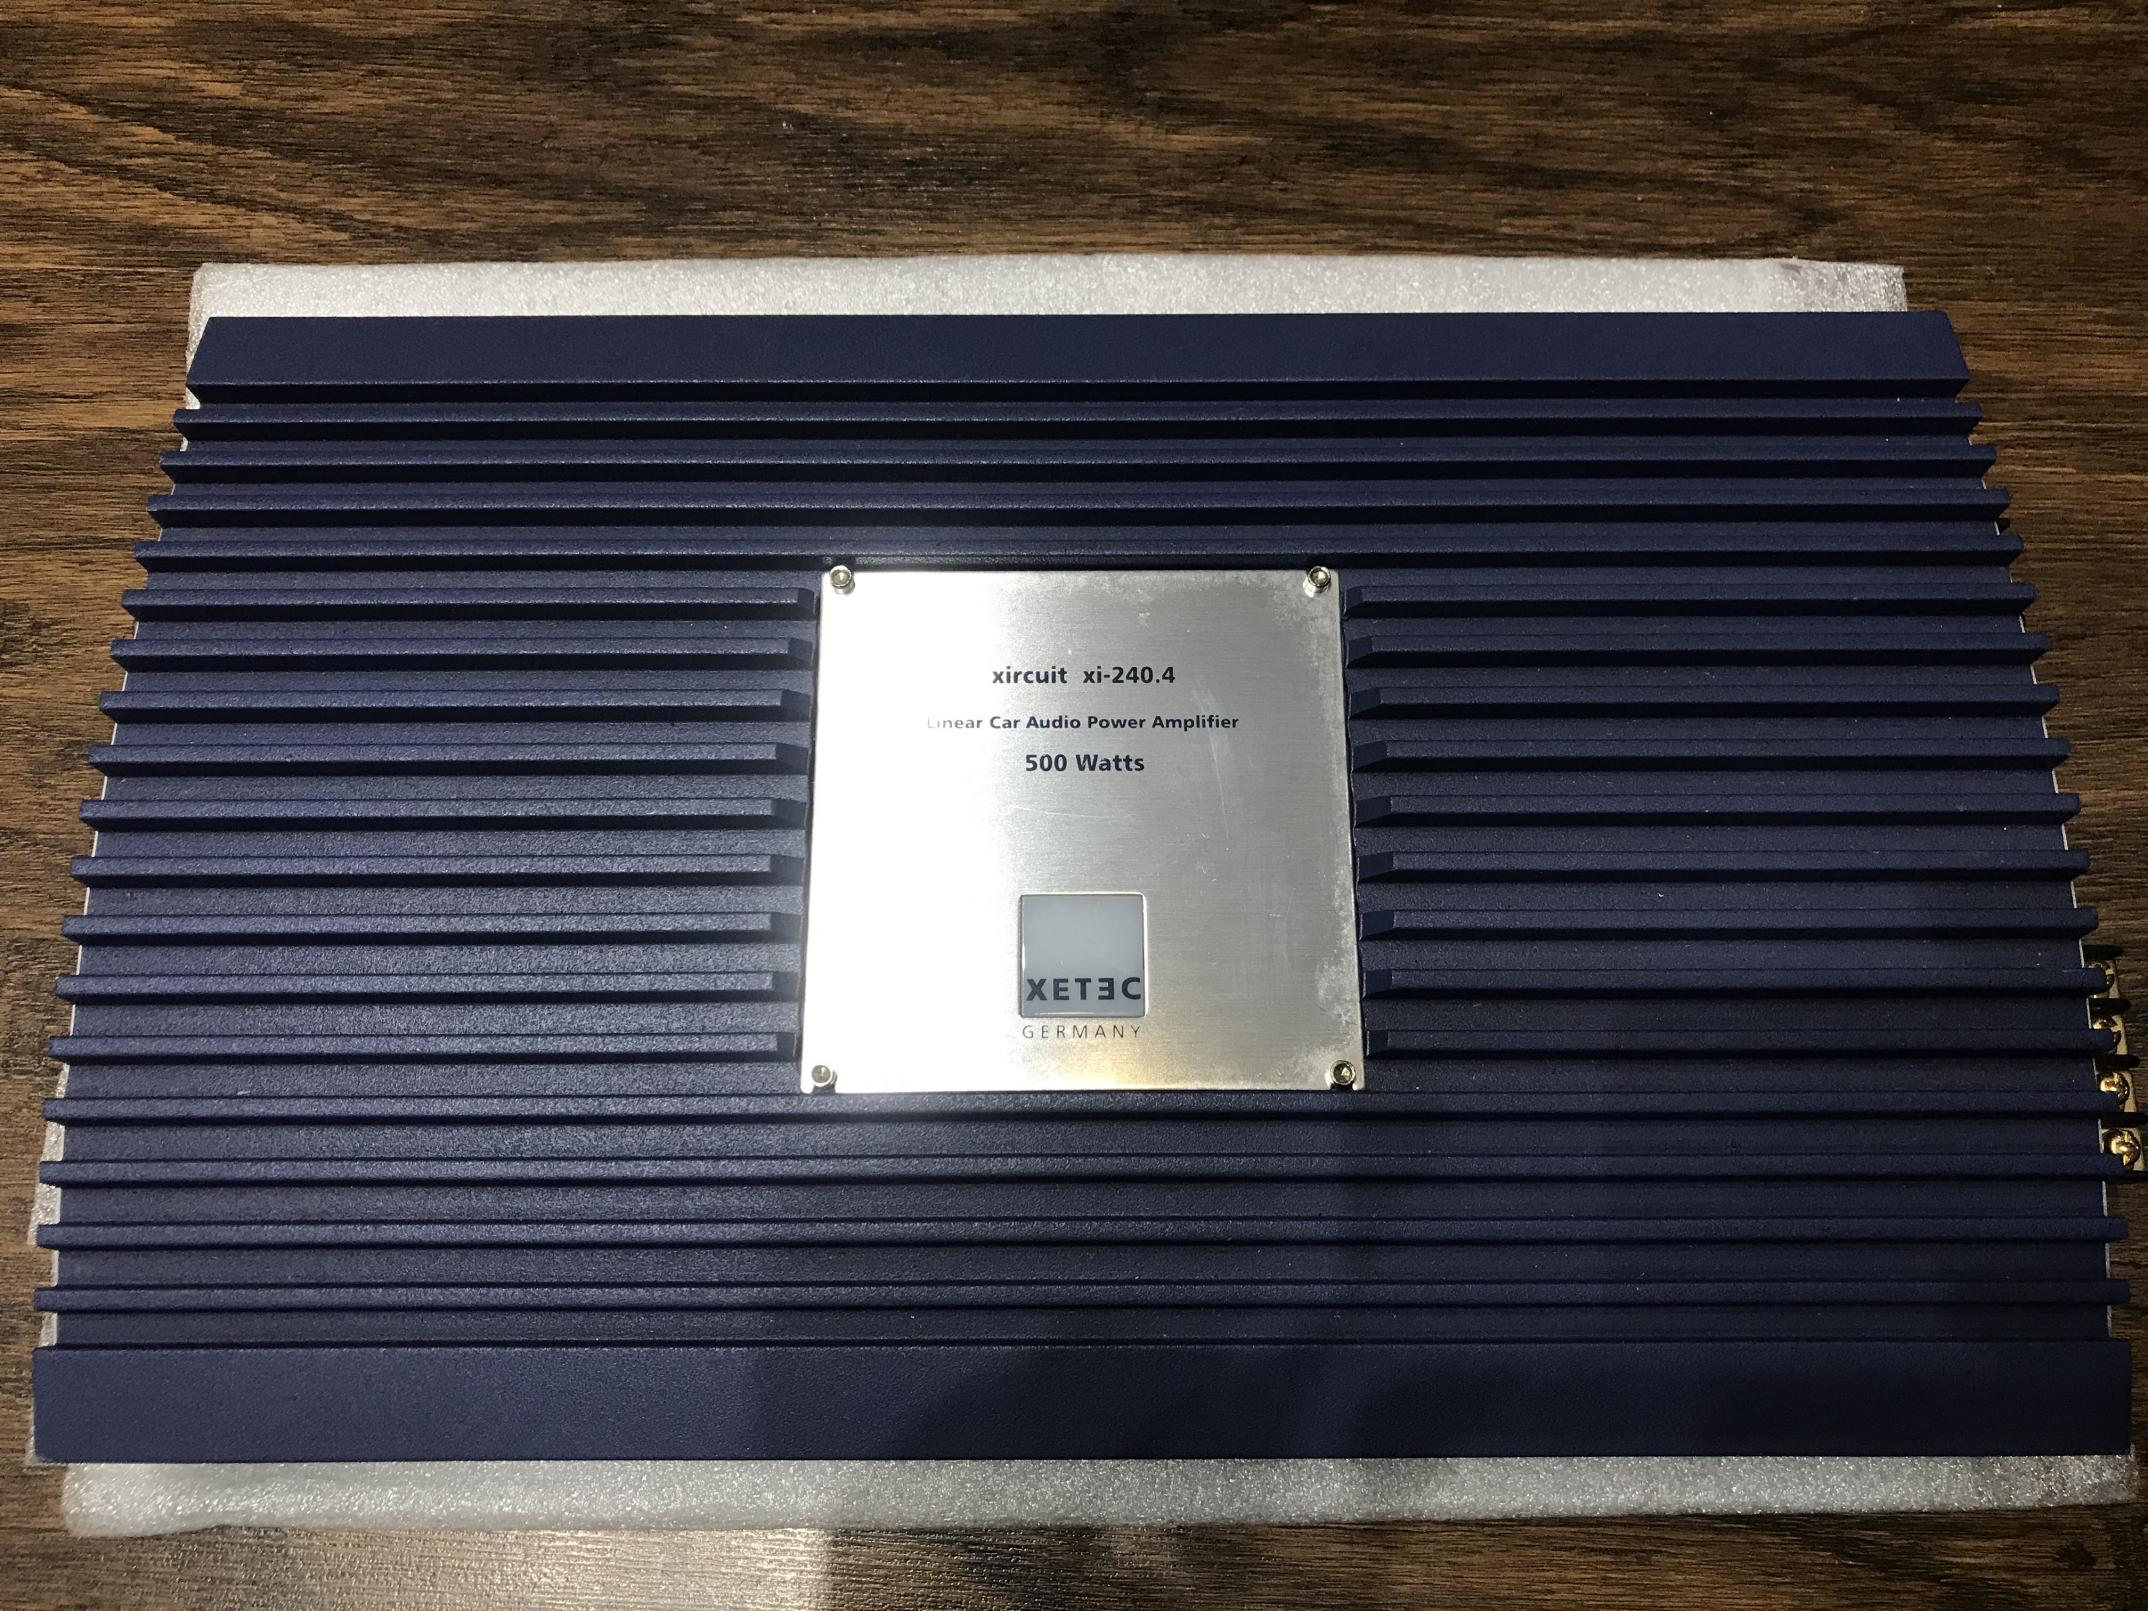 xircuit xi-240.4
Linear Car Audio Power Amplifier
500 Watts
XETEC
GERMANY